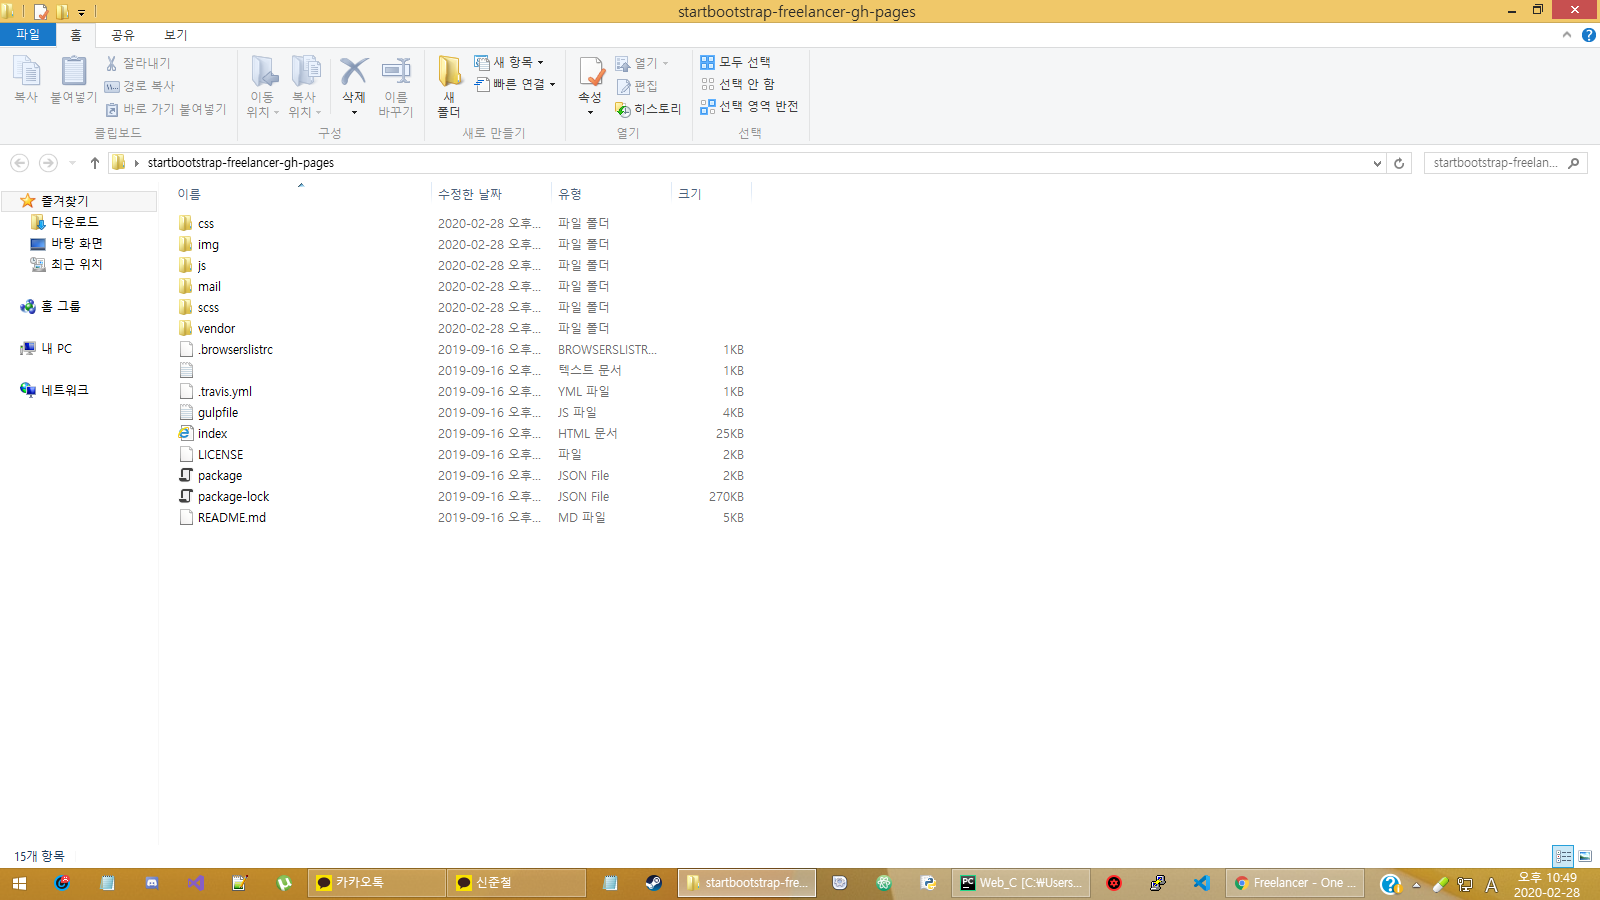 startbootstrap-freelancer-gh-pages
파일 홈 공유 보기
복사
붙여넣기
잘라내기
경로 복사
바로 가기 붙여넣기
클립보드
이동 위치
복사 위치
삭제
이름 바꾸기
구성
새 폴더
새 항목
빠른 연결
새로 만들기
속성
열기
편집
히스토리
열기
모두 선택
선택 안 함
선택 영역 반전
선택
startbootstrap-freelancer-gh-pages
startbootstrap-freelan...
즐겨찾기
다운로드
바탕 화면
최근 위치
홈 그룹
내 PC
네트워크
이름 수정한 날짜 유형 크기
css 2020-02-28 오후... 파일 폴더
img 2020-02-28 오후... 파일 폴더
js 2020-02-28 오후... 파일 폴더
mail 2020-02-28 오후... 파일 폴더
scss 2020-02-28 오후... 파일 폴더
vendor 2020-02-28 오후... 파일 폴더
.browserslistrc 2019-09-16 오후... BROWSERSLISTR... 1KB
2019-09-16 오후... 텍스트 문서 1KB
.travis.yml 2019-09-16 오후... YML 파일 1KB
gulpfile 2019-09-16 오후... JS 파일 4KB
index 2019-09-16 오후... HTML 문서 25KB
LICENSE 2019-09-16 오후... 파일 2KB
package 2019-09-16 오후... JSON File 2KB
package-lock 2019-09-16 오후... JSON File 270KB
README.md 2019-09-16 오후... MD 파일 5KB
15개 항목
카카오톡
신준철
startbootstrap-fre...
Web_C [C:₩Users...
Freelancer - One ...
A
오후 10:49
2020-02-28